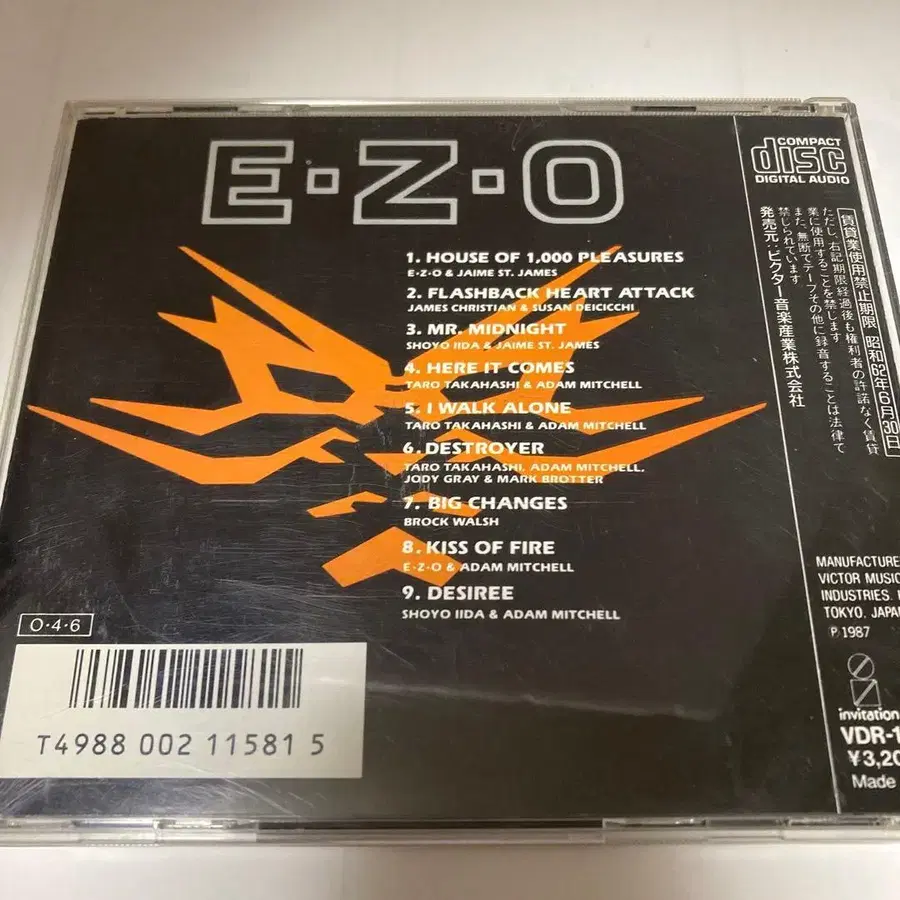 E·Z·O
1. HOUSE OF 1,000 PLEASURES
E·Z·O & JAIME ST. JAMES
2. FLASHBACK HEART ATTACK
JAMES CHRISTIAN & SUSAN DEICICCHI
3. MR. MIDNIGHT
SHOYO IIDA & JAIME ST. JAMES
4. HERE IT COMES
TARO TAKAHASHI & ADAM MITCHELL
5. I WALK ALONE
TARO TAKAHASHI & ADAM MITCHELL
6. DESTROYER
TARO TAKAHASHI, ADAM MITCHELL,
JODY GRAY & MARK BROTTER
7. BIG CHANGES
BROCK WALSH
8. KISS OF FIRE
E·Z·O & ADAM MITCHELL
9. DESIREE
SHOYO IIDA & ADAM MITCHELL
O·4·6
T4988 002 11581 5
COMPACT
disc
DIGITAL AUDIO
賃貸業使用禁止期限 昭和62年6月30日
ただし、右記期限経過後も権利者の許諾なく賃貸
業に使用することを禁じます
また、無断でテープその他に録音することは法律で
禁じられています
発売元:ビクター音楽産業株式会社
MANUFACTURE
VICTOR MUSIC
INDUSTRIES.
TOKYO. JAPAN
Ⓟ 1987
invitation
VDR-1
¥3,20
Made